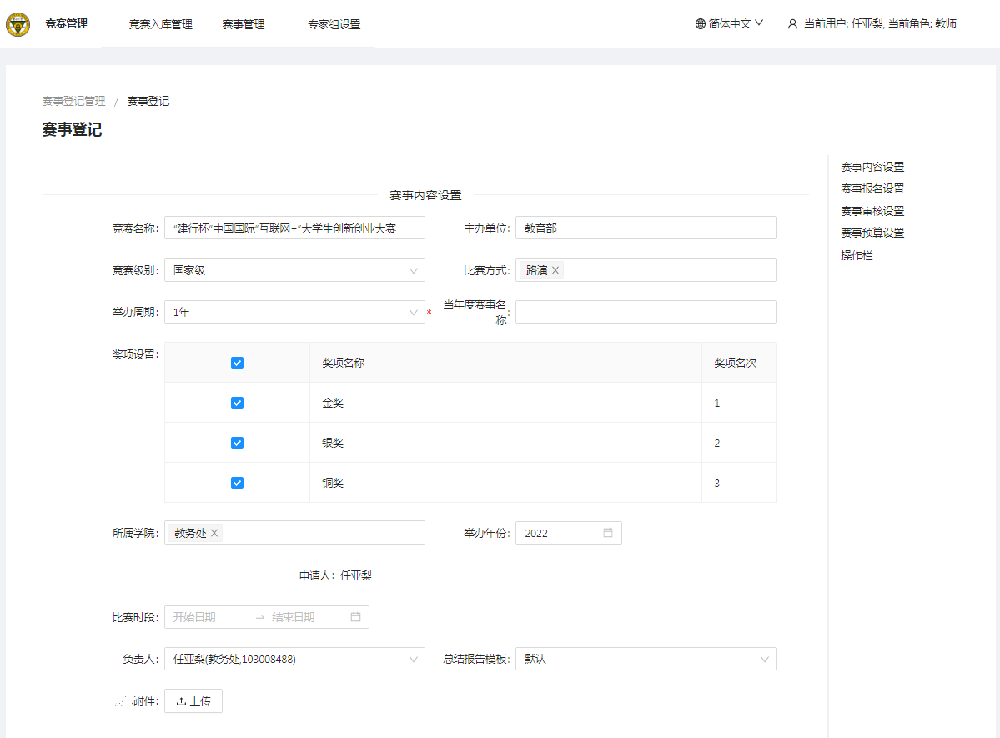 竞赛管理 竞赛入库管理 赛事管理 专家组设置 简体中文 当前用户: 任亚梨, 当前角色: 教师
赛事登记管理 / 赛事登记
赛事登记
赛事内容设置
赛事报名设置
赛事审核设置
赛事预算设置
操作栏
赛事内容设置
竞赛名称: "建行杯"中国国际"互联网+"大学生创新创业大赛 主办单位: 教育部
竞赛级别: 国家级 比赛方式: 路演
举办周期: 1年 * 当年度赛事名称:
奖项设置: 奖项名称 奖项名次
金奖 1
银奖 2
铜奖 3
所属学院: 教务处 举办年份: 2022
申请人: 任亚梨
比赛时段: 开始日期 → 结束日期
负责人: 任亚梨(教务处,103008488) 总结报告模板: 默认
附件: 上传